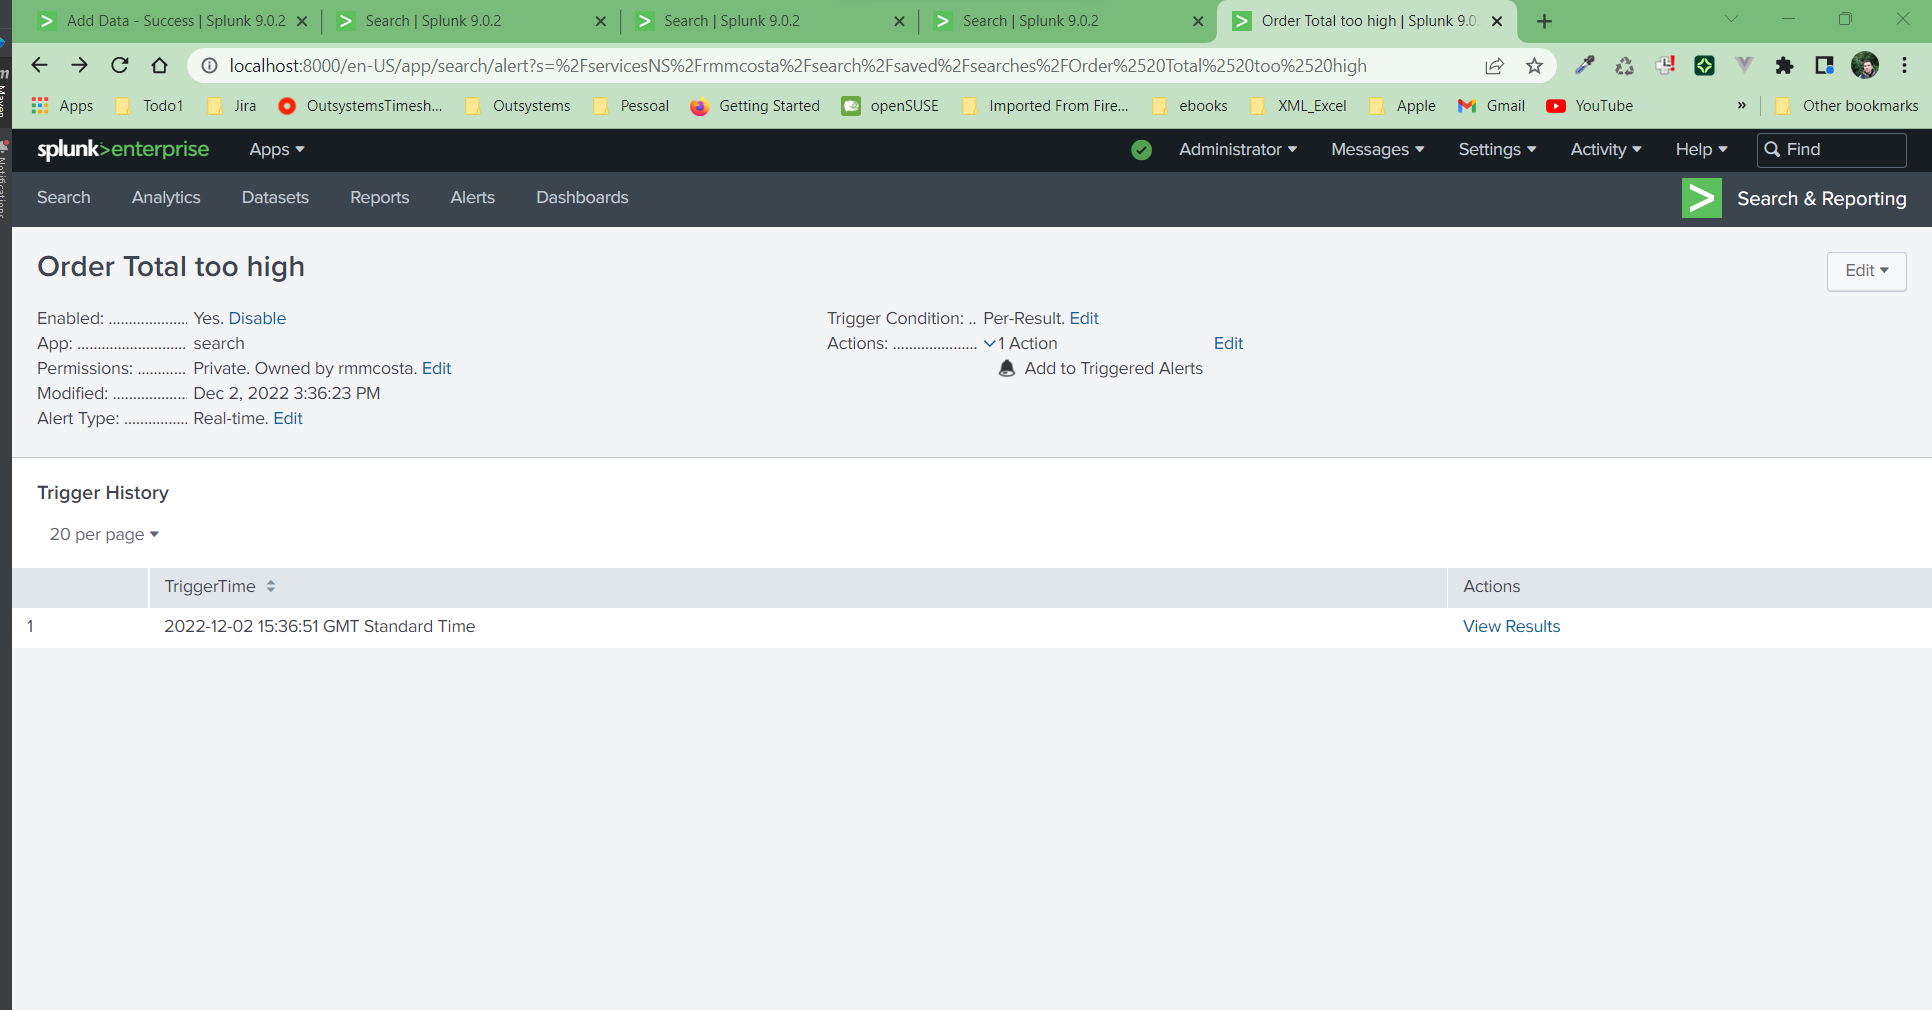 Add Data - Success | Splunk 9.0.2
Search | Splunk 9.0.2
Search | Splunk 9.0.2
Search | Splunk 9.0.2
Order Total too high | Splunk 9.0
localhost:8000/en-US/app/search/alert?s=%2FservicesNS%2Frmmcosta%2Fsearch%2Fsaved%2Fsearches%2FOrder%2520Total%2520too%2520high
Apps Todo1 Jira OutsystemsTimesh... Outsystems Pessoal Getting Started openSUSE Imported From Fire... ebooks XML_Excel Apple Gmail YouTube » Other bookmarks
splunk>enterprise Apps Administrator Messages Settings Activity Help Find
Search Analytics Datasets Reports Alerts Dashboards Search & Reporting
Order Total too high
Edit
Enabled: ................... Yes. Disable
App: .......................... search
Permissions: ............ Private. Owned by rmmcosta. Edit
Modified: .................. Dec 2, 2022 3:36:23 PM
Alert Type: ................ Real-time. Edit
Trigger Condition: .. Per-Result. Edit
Actions: ..................... 1 Action Edit
Add to Triggered Alerts
Trigger History
20 per page
TriggerTime Actions
1 2022-12-02 15:36:51 GMT Standard Time View Results
Maven
Notifications